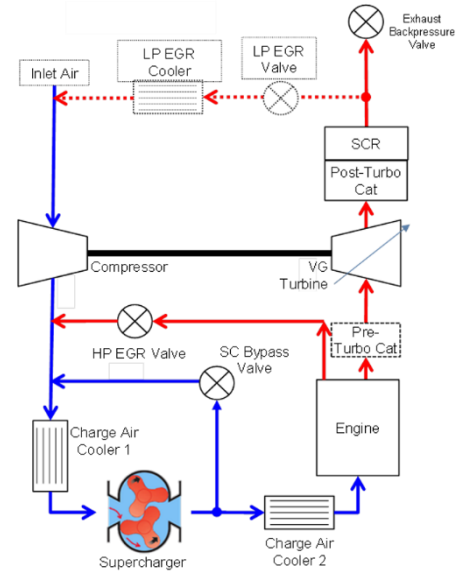 Exhaust
Backpressure
Valve
LP EGR
Cooler
LP EGR
Valve
Inlet Air
SCR
Post-Turbo
Cat
Compressor
VG
Turbine
HP EGR Valve
SC Bypass
Valve
Pre-
Turbo Cat
Charge Air
Cooler 1
Engine
Supercharger
Charge Air
Cooler 2